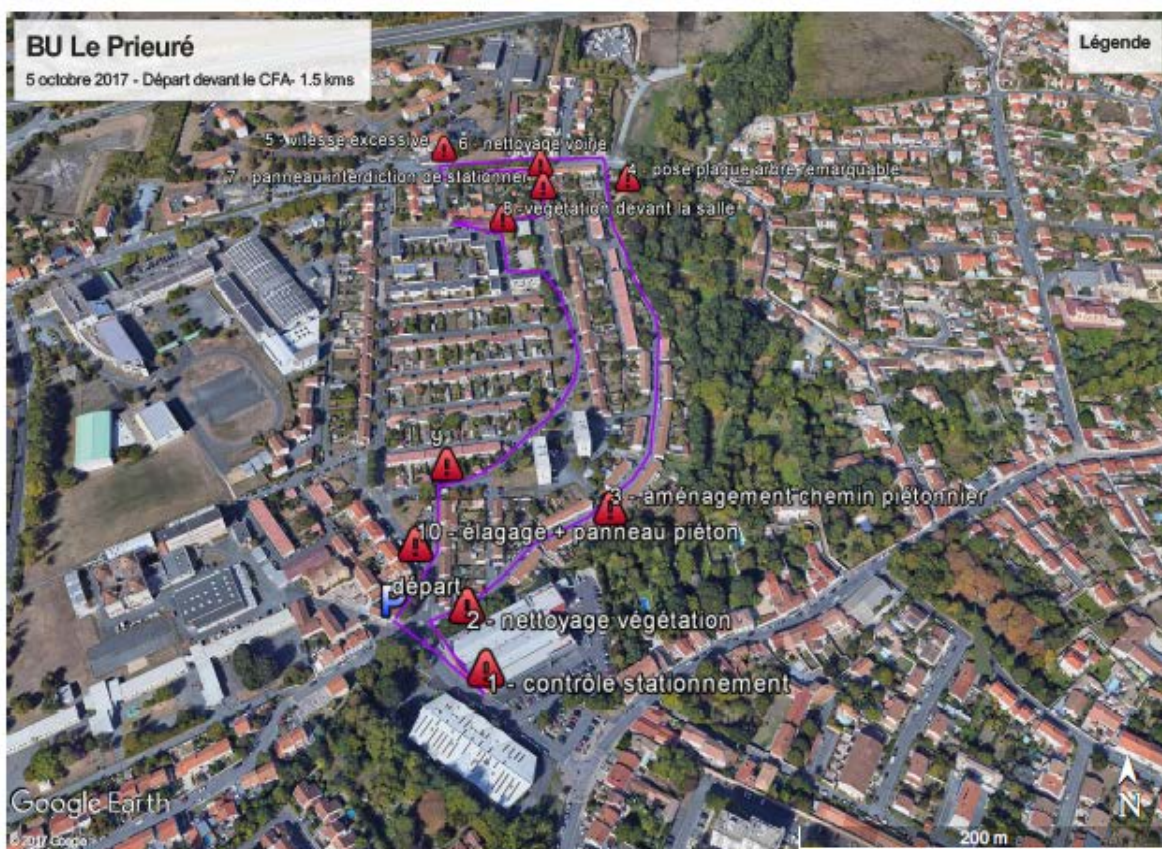 BU Le Prieuré
5 octobre 2017 - Départ devant le CFA- 1.5 kms
Légende
5 - vitesse excessive
6 - nettoyage voirie
7 - panneau interdiction de stationner
4 - pose plaque arbre remarquable
8 - végétation devant la salle
9
3 - aménagement chemin piétonnier
10 - élagage + panneau piéton
départ
P
2 - nettoyage végétation
1 - contrôle stationnement
Google Earth
© 2017 Google
N
200 m